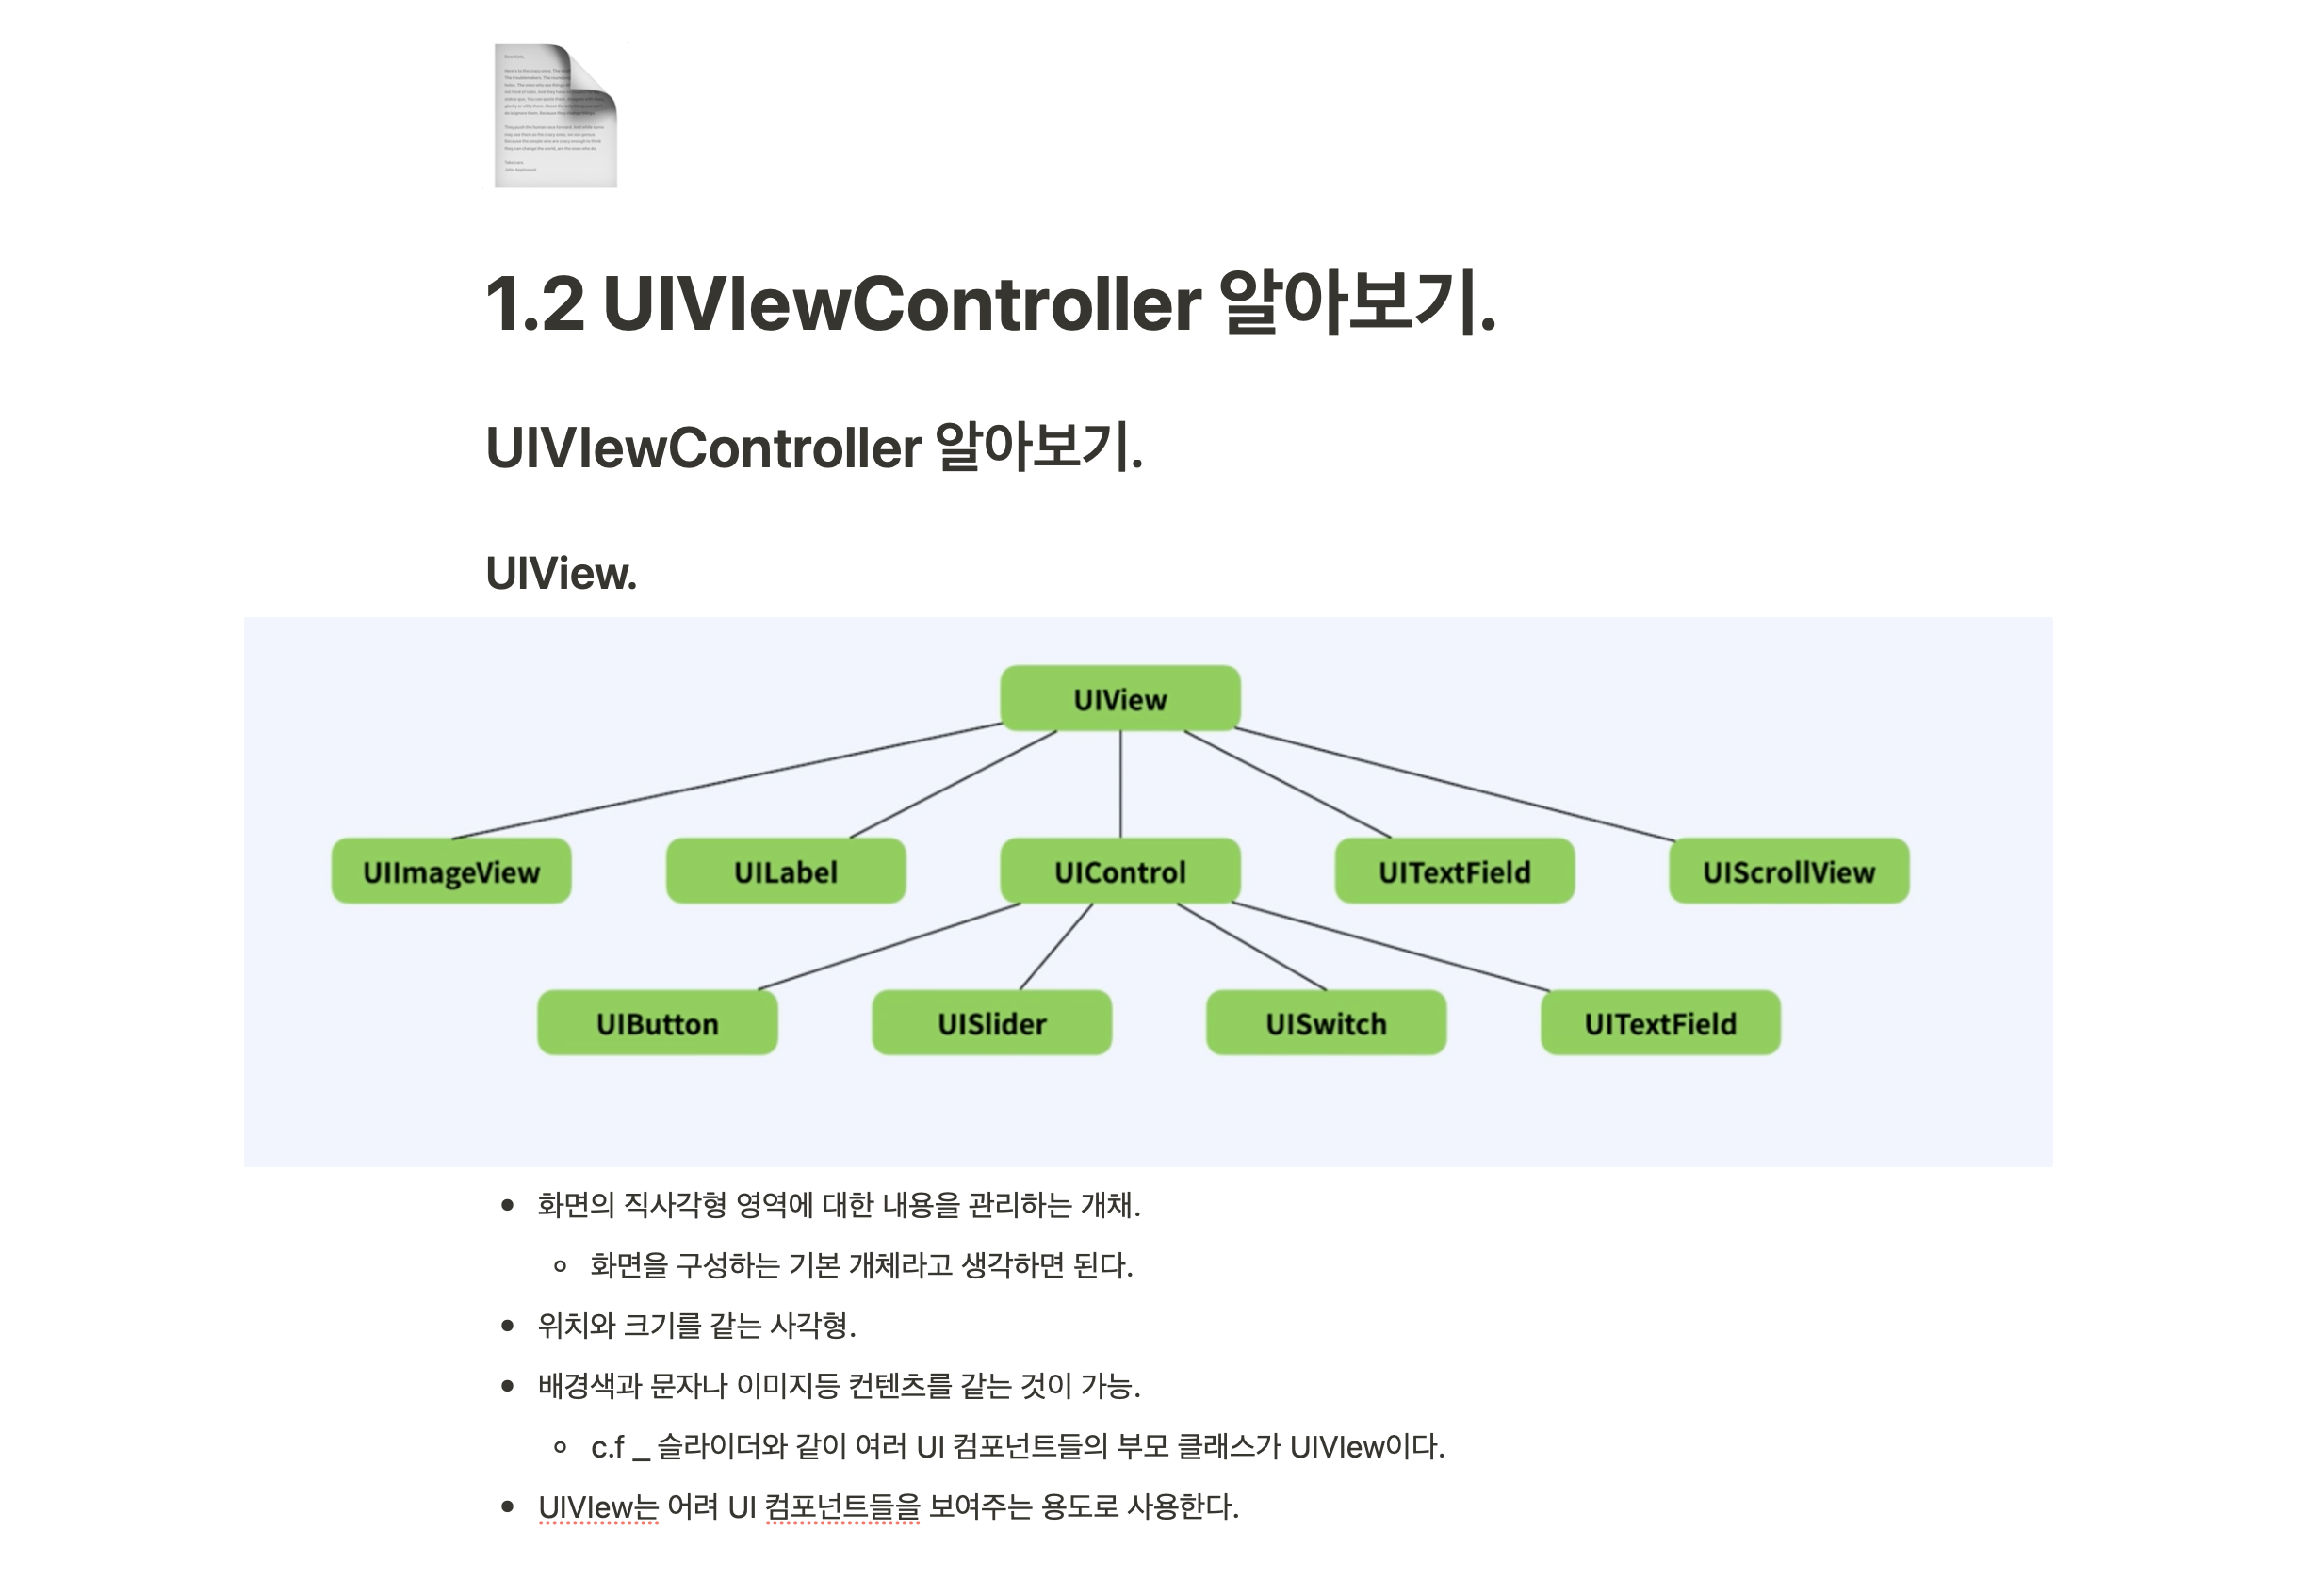 1.2 UIVIewController 알아보기.
UIVIewController 알아보기.
UIView.
UIView
UIImageView UILabel UIControl UITextField UIScrollView
UIButton UISlider UISwitch UITextField
화면의 직사각형 영역에 대한 내용을 관리하는 개채.
화면을 구성하는 기본 개체라고 생각하면 된다.
위치와 크기를 같는 사각형.
배경색과 문자나 이미지등 컨텐츠를 같는 것이 가능.
c.f _ 슬라이더와 같이 여러 UI 컴포넌트들의 부모 클래스가 UIVIew이다.
UIVIew는 어려 UI 컴포넌트들을 보여주는 용도로 사용한다.